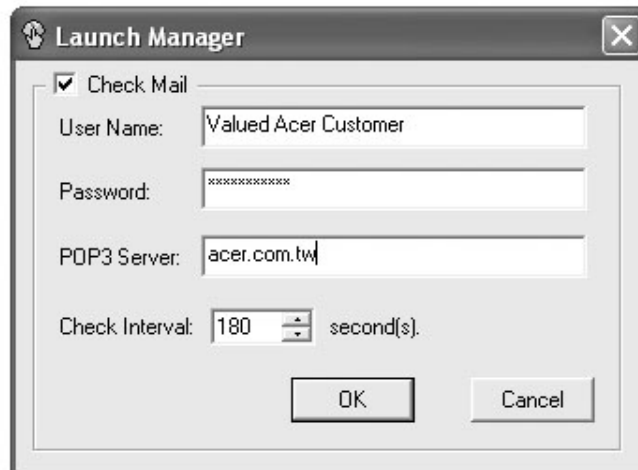 Launch Manager
Check Mail
User Name: Valued Acer Customer
Password: ***********
POP3 Server: acer.com.tw
Check Interval: 180 second(s).
OK Cancel